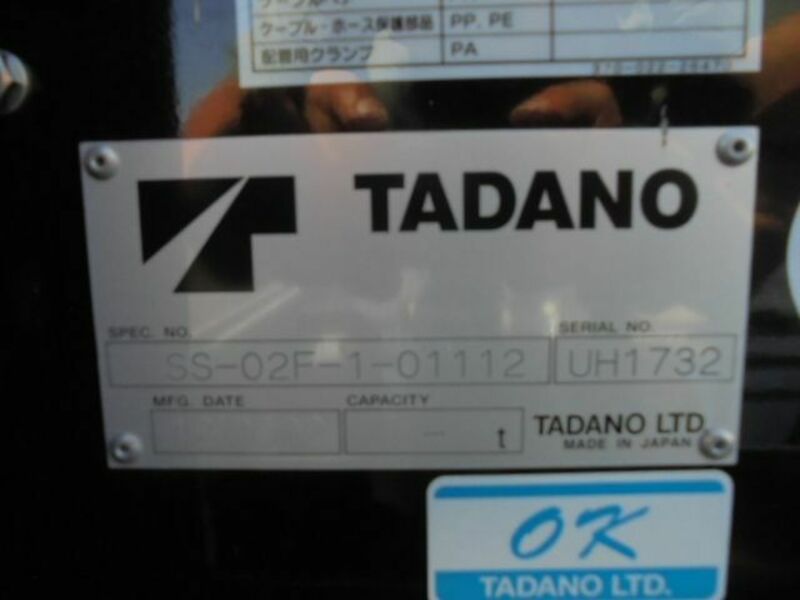 ケーブル・ホース保護部品 PP. PE
配管用クランプ PA
TADANO
SPEC. NO. SERIAL NO.
SS-02F-1-01112 UH1732
MFG. DATE CAPACITY
- t
TADANO LTD.
MADE IN JAPAN
OK
TADANO LTD.